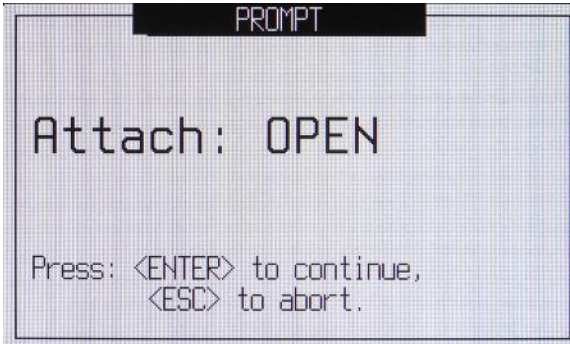 PROMPT
Attach: OPEN
Press: <ENTER> to continue,
<ESC> to abort.